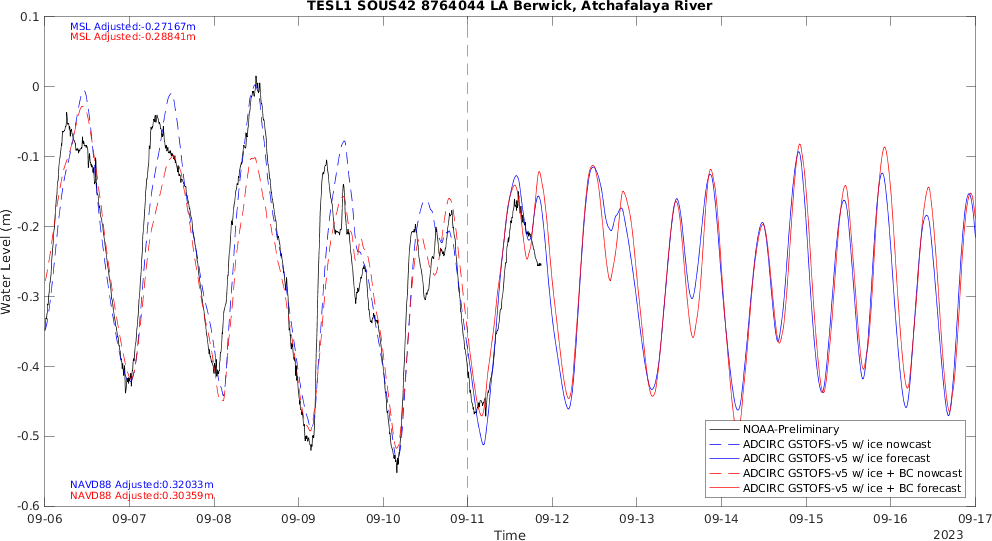 TESL1 SOUS42 8764044 LA Berwick, Atchafalaya River
MSL Adjusted:-0.27167m
MSL Adjusted:-0.28841m
0.1
0
-0.1
-0.2
-0.3
-0.4
-0.5
-0.6
Water Level (m)
NAVD88 Adjusted:0.32033m
NAVD88 Adjusted:0.30359m
NOAA-Preliminary
ADCIRC GSTOFS-v5 w/ ice nowcast
ADCIRC GSTOFS-v5 w/ ice forecast
ADCIRC GSTOFS-v5 w/ ice + BC nowcast
ADCIRC GSTOFS-v5 w/ ice + BC forecast
09-06 09-07 09-08 09-09 09-10 09-11 09-12 09-13 09-14 09-15 09-16 09-17
Time
2023